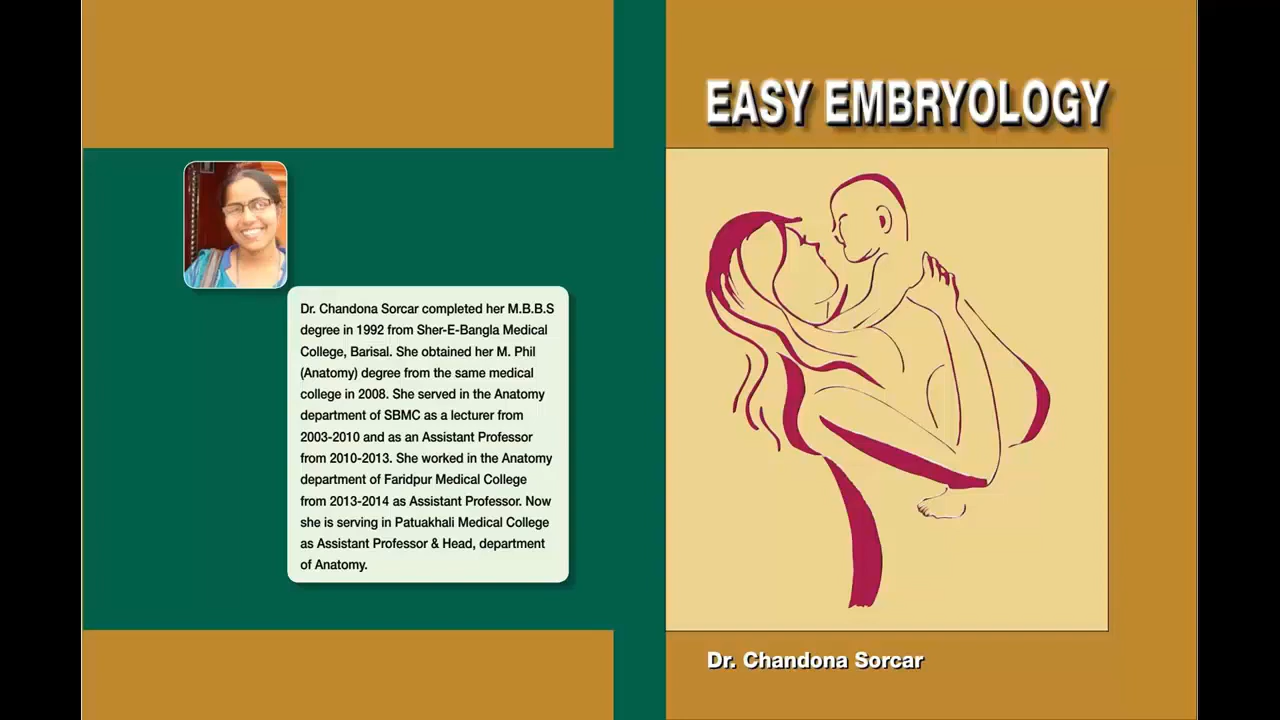 Dr. Chandona Sorcar completed her M.B.B.S
degree in 1992 from Sher-E-Bangla Medical
College, Barisal. She obtained her M. Phil
(Anatomy) degree from the same medical
college in 2008. She served in the Anatomy
department of SBMC as a lecturer from
2003-2010 and as an Assistant Professor
from 2010-2013. She worked in the Anatomy
department of Faridpur Medical College
from 2013-2014 as Assistant Professor. Now
she is serving in Patuakhali Medical College
as Assistant Professor & Head, department
of Anatomy.
EASY EMBRYOLOGY
Dr. Chandona Sorcar